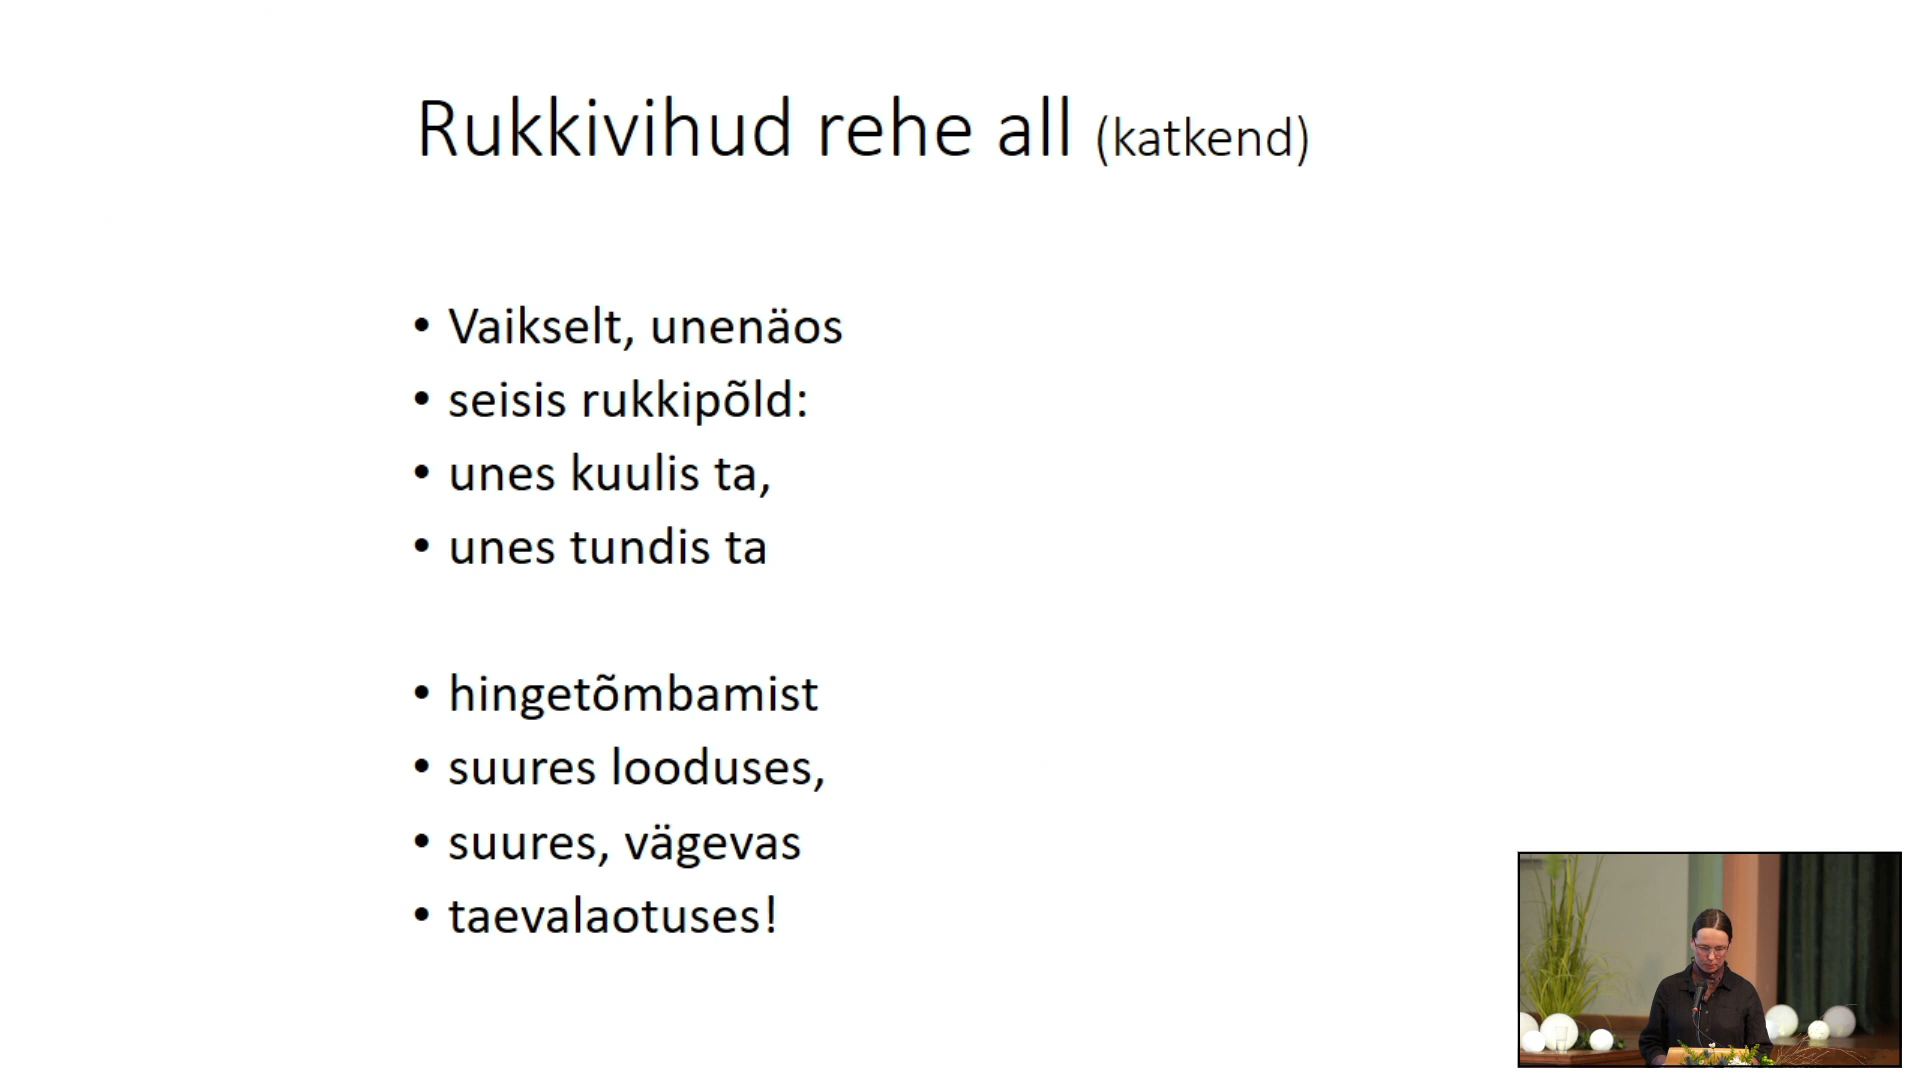 Rukkivihud rehe all (katkend)
• Vaikselt, unenäos
• seisis rukkipõld:
• unes kuulis ta,
• unes tundis ta
• hingetõmbamist
• suures looduses,
• suures, vägevas
• taevalaotuses!